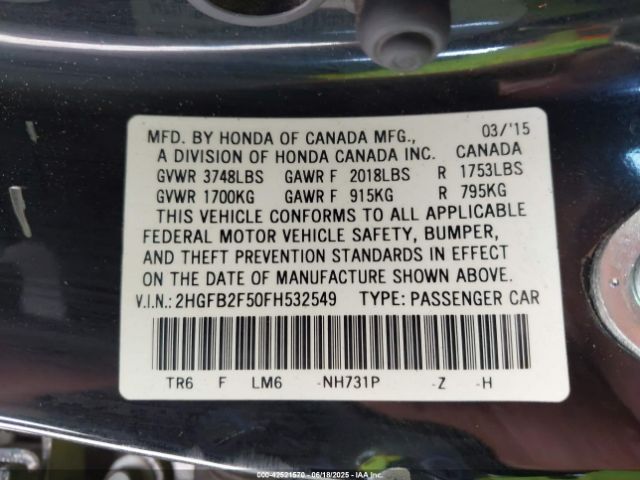 MFD. BY HONDA OF CANADA MFG., 03/'15
A DIVISION OF HONDA CANADA INC. CANADA
GVWR 3748LBS GAWR F 2018LBS R 1753LBS
GVWR 1700KG GAWR F 915KG R 795KG
THIS VEHICLE CONFORMS TO ALL APPLICABLE
FEDERAL MOTOR VEHICLE SAFETY, BUMPER,
AND THEFT PREVENTION STANDARDS IN EFFECT
ON THE DATE OF MANUFACTURE SHOWN ABOVE.
V.I.N.: 2HGFB2F50FH532549 TYPE: PASSENGER CAR
TR6 F LM6 -NH731P -Z -H
000-42521570 - 06/18/2025 - IAAI.COM